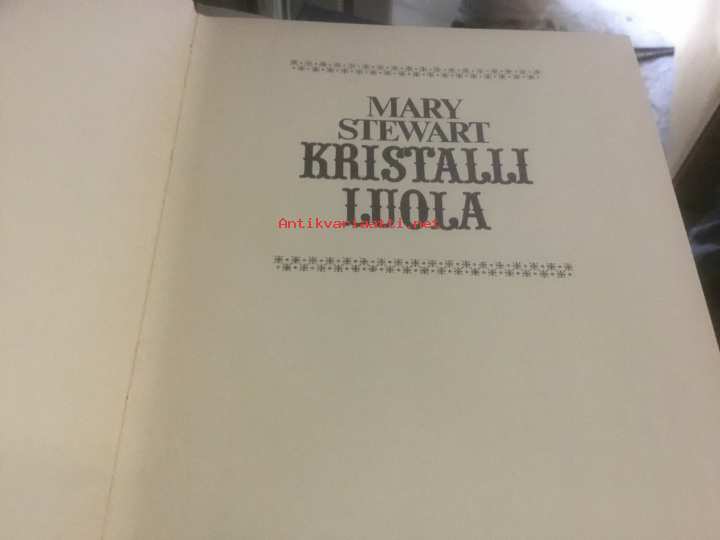 MARY
STEWART
KRISTALLI
LUOLA
Antikvariaatti.net